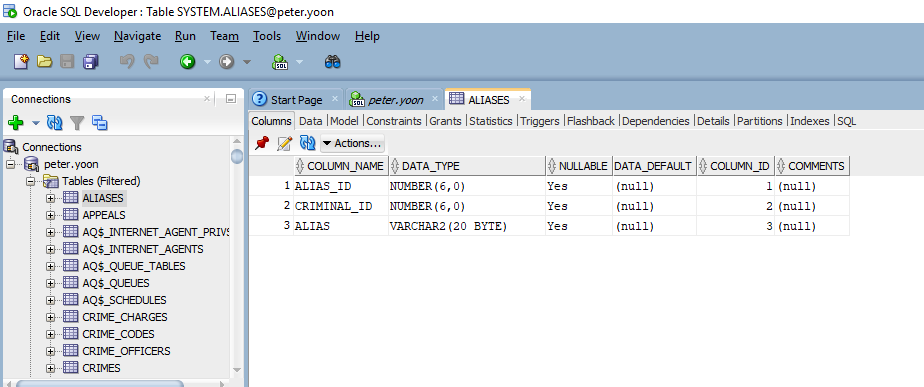 Oracle SQL Developer : Table SYSTEM.ALIASES@peter.yoon
File Edit View Navigate Run Team Tools Window Help
SQL
Connections
Start Page SQL peter.yoon ALIASES
Columns Data Model Constraints Grants Statistics Triggers Flashback Dependencies Details Partitions Indexes SQL
Actions...
Connections
peter.yoon
Tables (Filtered)
ALIASES
APPEALS
AQ$_INTERNET_AGENT_PRIVS
AQ$_INTERNET_AGENTS
AQ$_QUEUE_TABLES
AQ$_QUEUES
AQ$_SCHEDULES
CRIME_CHARGES
CRIME_CODES
CRIME_OFFICERS
CRIMES
COLUMN_NAME DATA_TYPE NULLABLE DATA_DEFAULT COLUMN_ID COMMENTS
1 ALIAS_ID NUMBER(6,0) Yes (null) 1 (null)
2 CRIMINAL_ID NUMBER(6,0) Yes (null) 2 (null)
3 ALIAS VARCHAR2(20 BYTE) Yes (null) 3 (null)